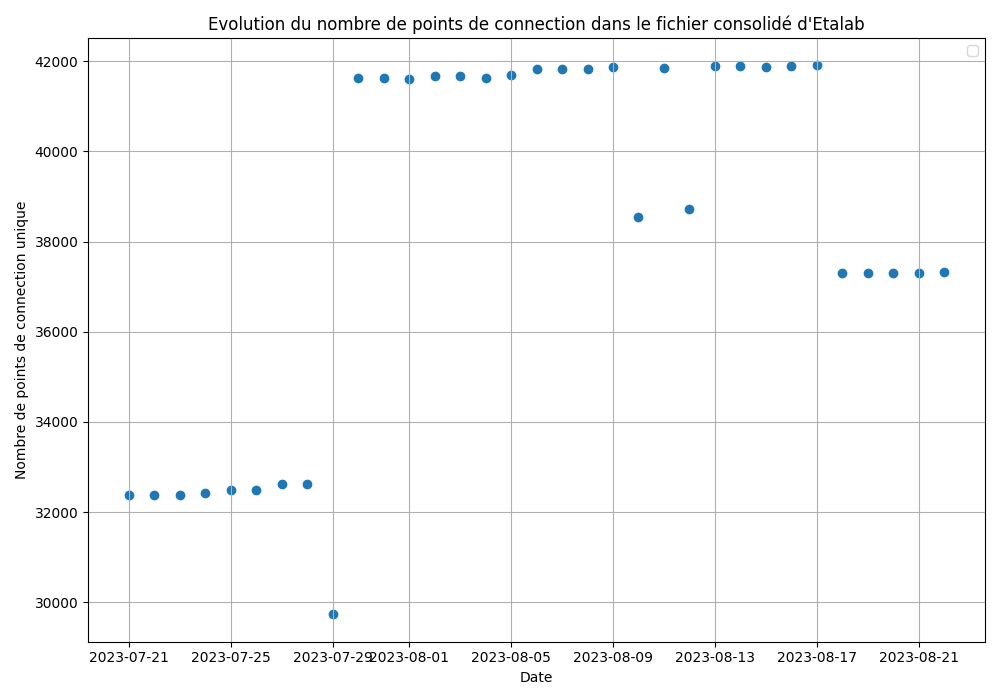 Evolution du nombre de points de connection dans le fichier consolidé d'Etalab
Nombre de points de connection unique
42000
40000
38000
36000
34000
32000
30000
2023-07-21 2023-07-25 2023-07-29 2023-08-01 2023-08-05 2023-08-09 2023-08-13 2023-08-17 2023-08-21
Date